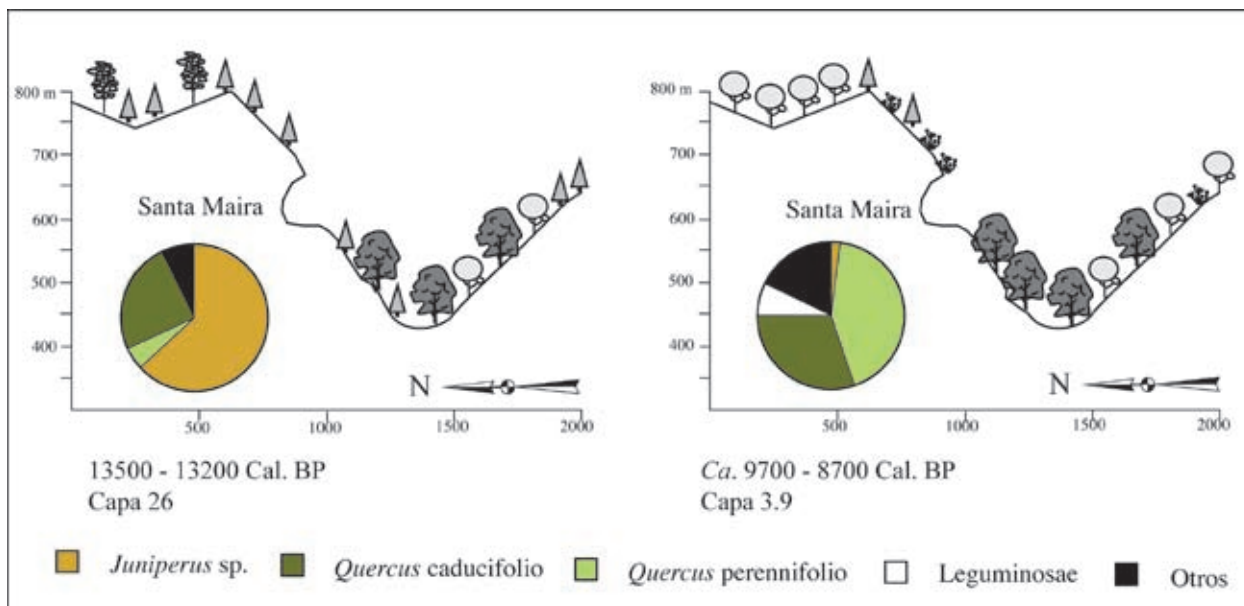 800 m
700
600
500
400
Santa Maira
N
500
1000
1500
2000
13500 - 13200 Cal. BP
Capa 26
800 m
700
600
500
400
Santa Maira
N
500
1000
1500
2000
Ca. 9700 - 8700 Cal. BP
Capa 3.9
Juniperus sp.
Quercus caducifolio
Quercus perennifolio
Leguminosae
Otros